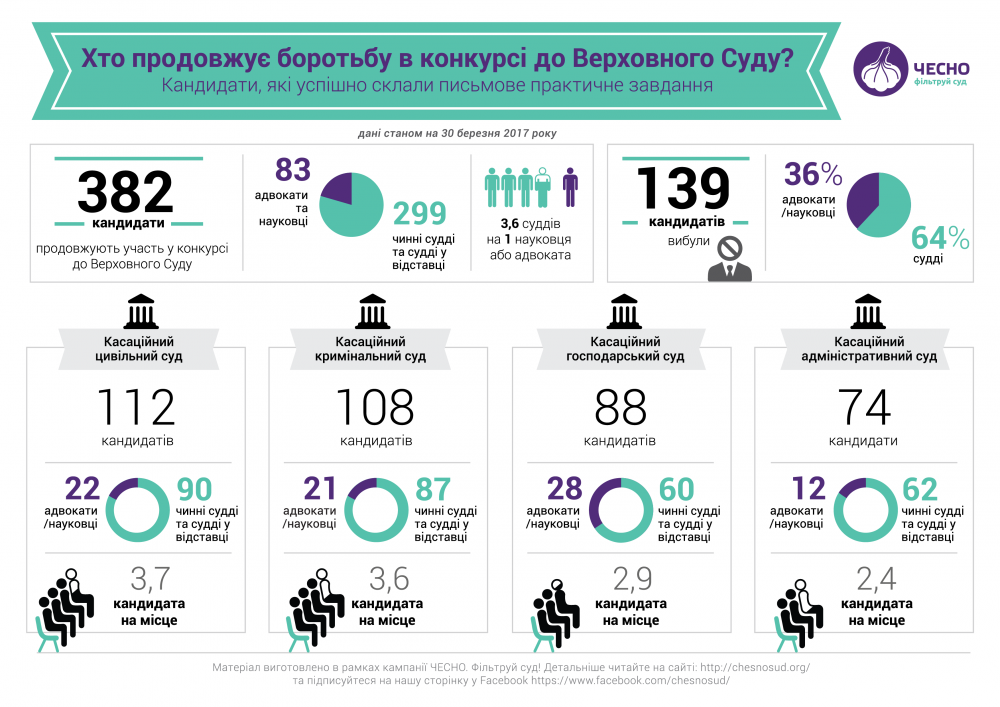 Хто продовжує боротьбу в конкурсі до Верховного Суду?
Кандидати, які успішно склали письмове практичне завдання
ЧЕСНО
фільтруй суд
дані станом на 30 березня 2017 року
382
кандидати
продовжують участь у конкурсі
до Верховного Суду
83
адвокати
та
науковці
299
чинні судді
та судді у
відставці
3,6 суддів
на 1 науковця
або адвоката
139
кандидатів
вибули
36%
адвокати
/науковці
64%
судді
Касаційний
цивільний суд
112
кандидатів
22
адвокати
/науковці
90
чинні судді
та судді у
відставці
3,7
кандидата
на місце
Касаційний
кримінальний суд
108
кандидатів
21
адвокати
/науковці
87
чинні судді
та судді у
відставці
3,6
кандидата
на місце
Касаційний
господарський суд
88
кандидатів
28
адвокати
/науковці
60
чинні судді
та судді у
відставці
2,9
кандидата
на місце
Касаційний
адміністративний суд
74
кандидати
12
адвокати
/науковці
62
чинні судді
та судді у
відставці
2,4
кандидата
на місце
Матеріал виготовлено в рамках кампанії ЧЕСНО. Фільтруй суд! Детальніше читайте на сайті: http://chesnosud.org/
та підписуйтеся на нашу сторінку у Facebook https://www.facebook.com/chesnosud/